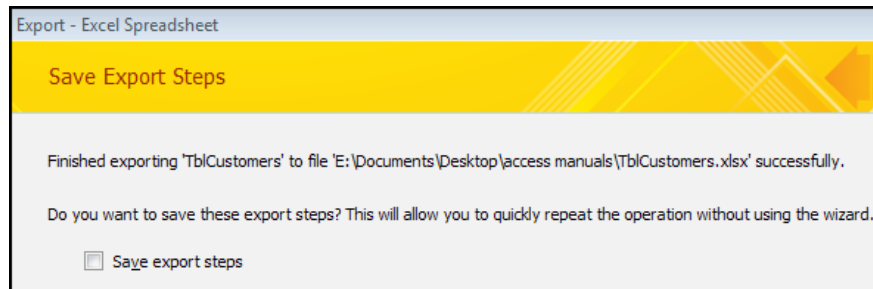 Export - Excel Spreadsheet
Save Export Steps
Finished exporting 'TblCustomers' to file 'E:\Documents\Desktop\access manuals\TblCustomers.xlsx' successfully.
Do you want to save these export steps? This will allow you to quickly repeat the operation without using the wizard.
Save export steps